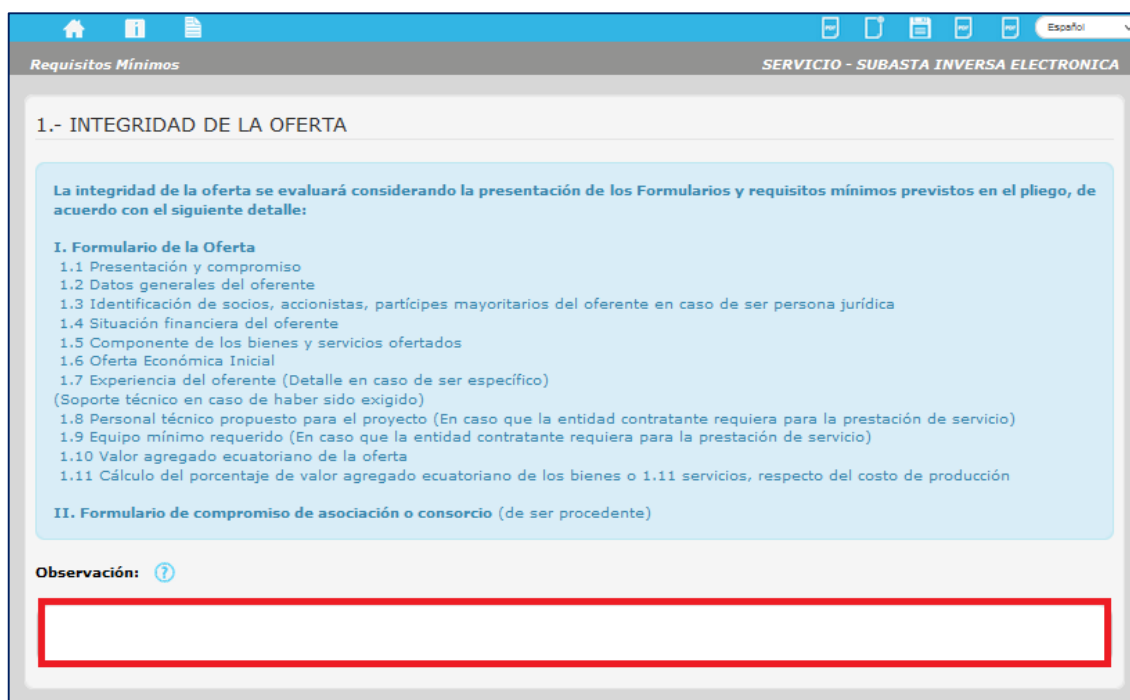 Español
Requisitos Mínimos
SERVICIO - SUBASTA INVERSA ELECTRONICA
1.- INTEGRIDAD DE LA OFERTA
La integridad de la oferta se evaluará considerando la presentación de los Formularios y requisitos mínimos previstos en el pliego, de
acuerdo con el siguiente detalle:
I. Formulario de la Oferta
1.1 Presentación y compromiso
1.2 Datos generales del oferente
1.3 Identificación de socios, accionistas, partícipes mayoritarios del oferente en caso de ser persona jurídica
1.4 Situación financiera del oferente
1.5 Componente de los bienes y servicios ofertados
1.6 Oferta Económica Inicial
1.7 Experiencia del oferente (Detalle en caso de ser específico)
(Soporte técnico en caso de haber sido exigido)
1.8 Personal técnico propuesto para el proyecto (En caso que la entidad contratante requiera para la prestación de servicio)
1.9 Equipo mínimo requerido (En caso que la entidad contratante requiera para la prestación de servicio)
1.10 Valor agregado ecuatoriano de la oferta
1.11 Cálculo del porcentaje de valor agregado ecuatoriano de los bienes o 1.11 servicios, respecto del costo de producción
II. Formulario de compromiso de asociación o consorcio (de ser procedente)
Observación: ?